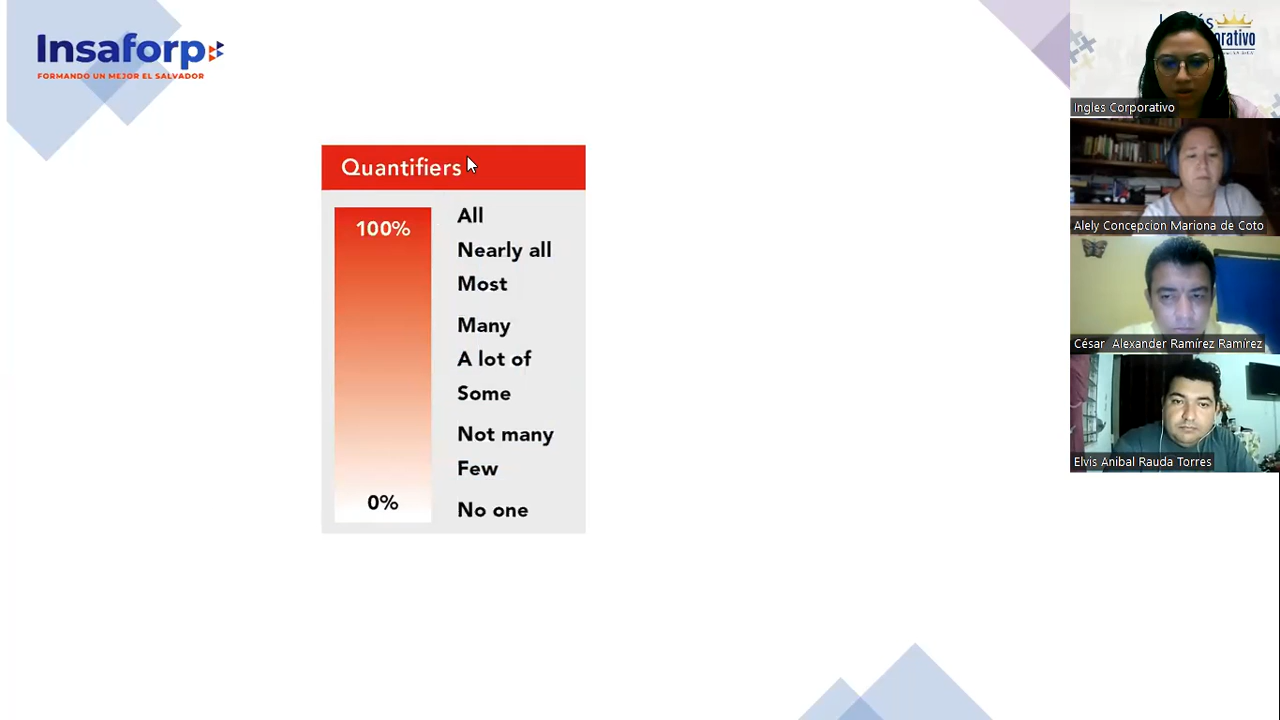 Insaforp
FORMANDO UN MEJOR EL SALVADOR
Quantifiers
100%
All
Nearly all
Most
Many
A lot of
Some
Not many
Few
0%
No one
orativo
Ingles Corporativo
Alely Concepcion Mariona de Coto
César Alexander Ramírez Ramírez
Elvis Anibal Rauda Torres